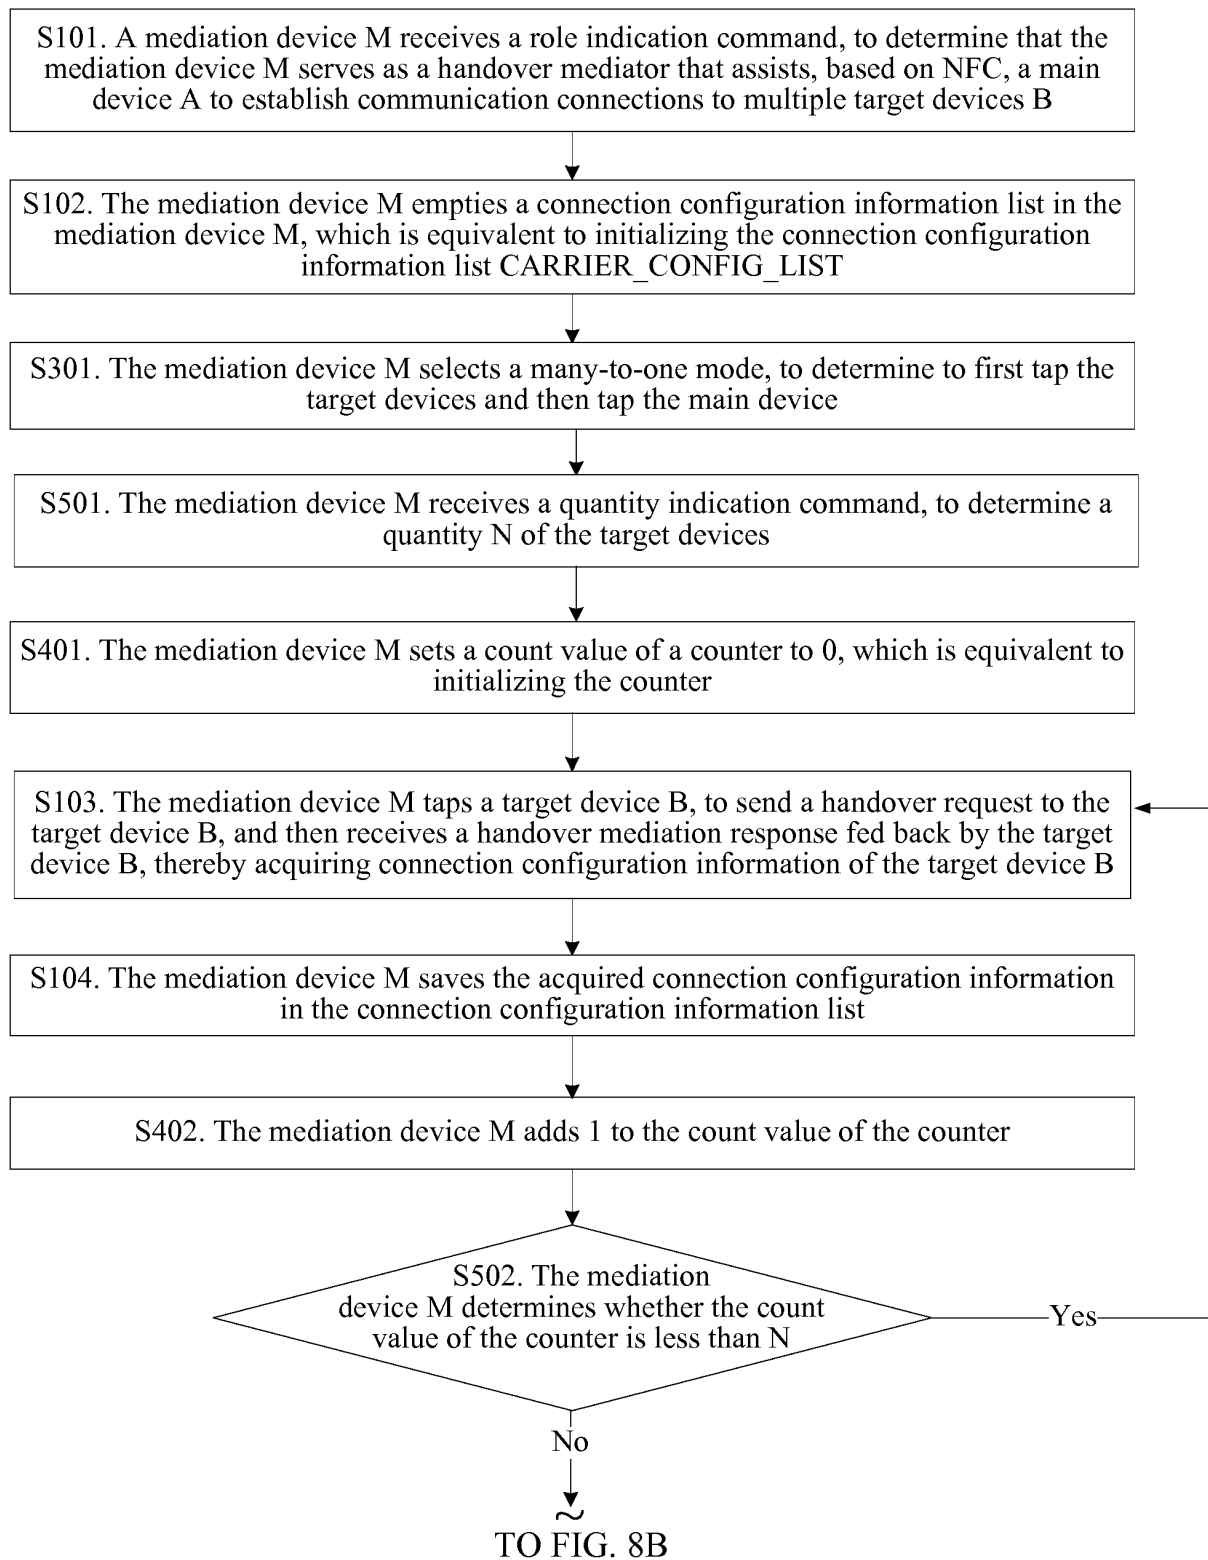 S101. A mediation device M receives a role indication command, to determine that the
mediation device M serves as a handover mediator that assists, based on NFC, a main
device A to establish communication connections to multiple target devices B
S102. The mediation device M empties a connection configuration information list in the
mediation device M, which is equivalent to initializing the connection configuration
information list CARRIER_CONFIG_LIST
S301. The mediation device M selects a many-to-one mode, to determine to first tap the
target devices and then tap the main device
S501. The mediation device M receives a quantity indication command, to determine a
quantity N of the target devices
S401. The mediation device M sets a count value of a counter to 0, which is equivalent to
initializing the counter
S103. The mediation device M taps a target device B, to send a handover request to the
target device B, and then receives a handover mediation response fed back by the target
device B, thereby acquiring connection configuration information of the target device B
S104. The mediation device M saves the acquired connection configuration information
in the connection configuration information list
S402. The mediation device M adds 1 to the count value of the counter
S502. The mediation
device M determines whether the count
value of the counter is less than N
Yes
No
TO FIG. 8B